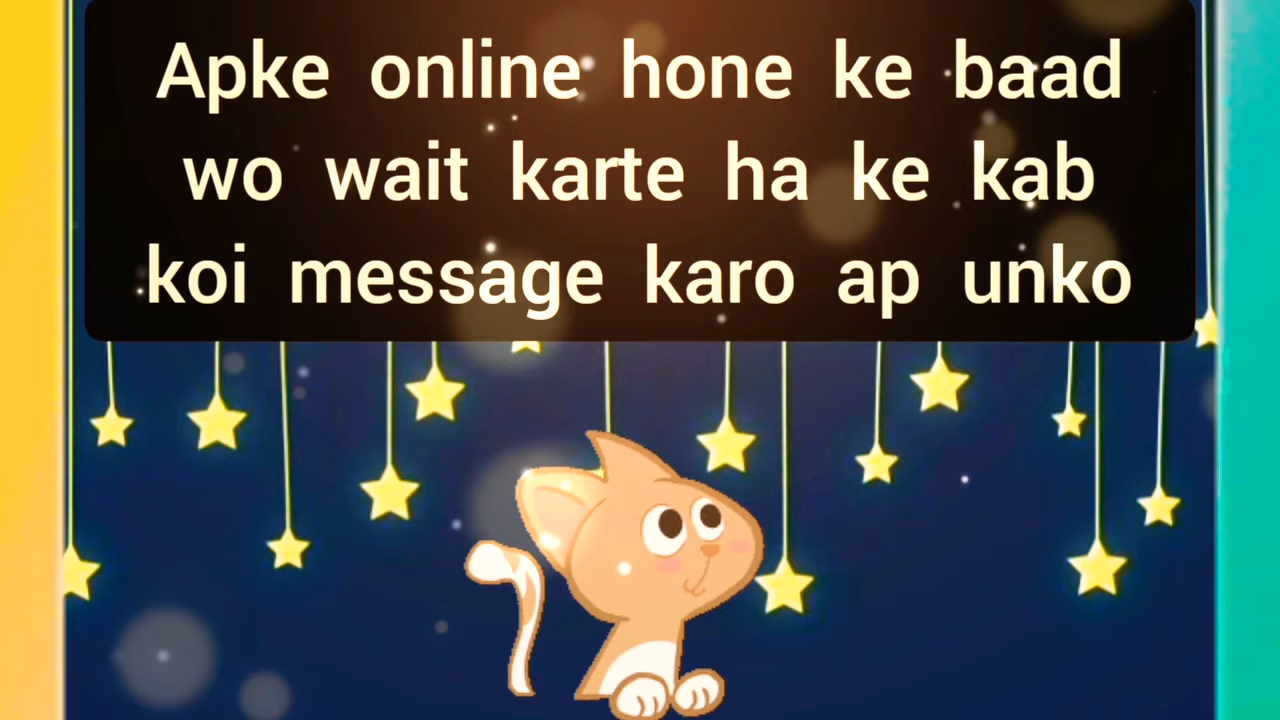 Apke online hone ke baad
wo wait karte ha ke kab
koi message karo ap unko